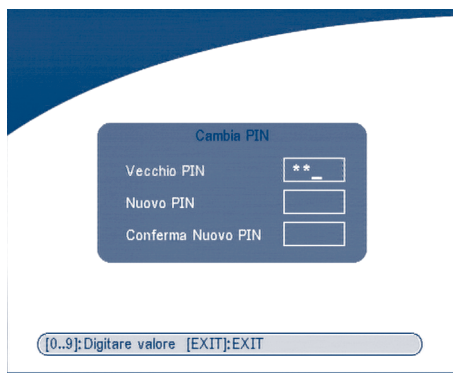 Cambia PIN
Vecchio PIN **_
Nuovo PIN
Conferma Nuovo PIN
[0..9]:Digitare valore [EXIT]:EXIT